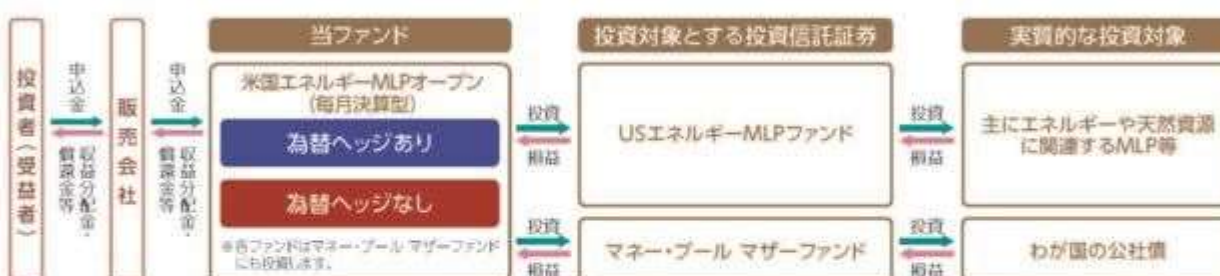 投資者(受益者)
申込金
収益分配金・
償還金等
販売会社
申込金
収益分配金・
償還金等
当ファンド
米国エネルギーMLPオープン
(毎月決算型)
為替ヘッジあり
為替ヘッジなし
※各ファンドはマネー・プール マザーファンド
にも投資します。
投資
損益
投資
損益
投資対象とする投資信託証券
USエネルギーMLPファンド
マネー・プール マザーファンド
投資
損益
投資
損益
実質的な投資対象
主にエネルギーや天然資源
に関連するMLP等
わが国の公社債